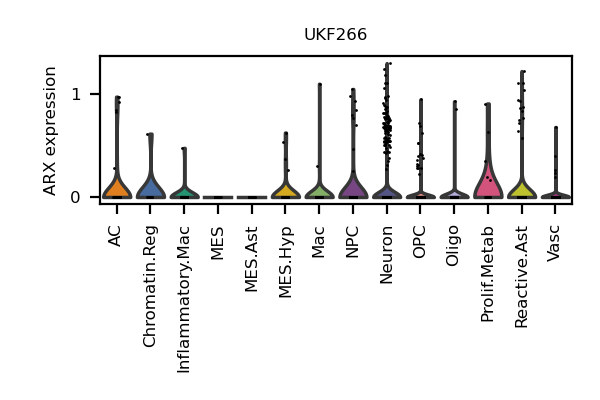 UKF266
ARX expression
1
0
AC
Chromatin.Reg
Inflammatory.Mac
MES
MES.Ast
MES.Hyp
Mac
NPC
Neuron
OPC
Oligo
Prolif.Metab
Reactive.Ast
Vasc